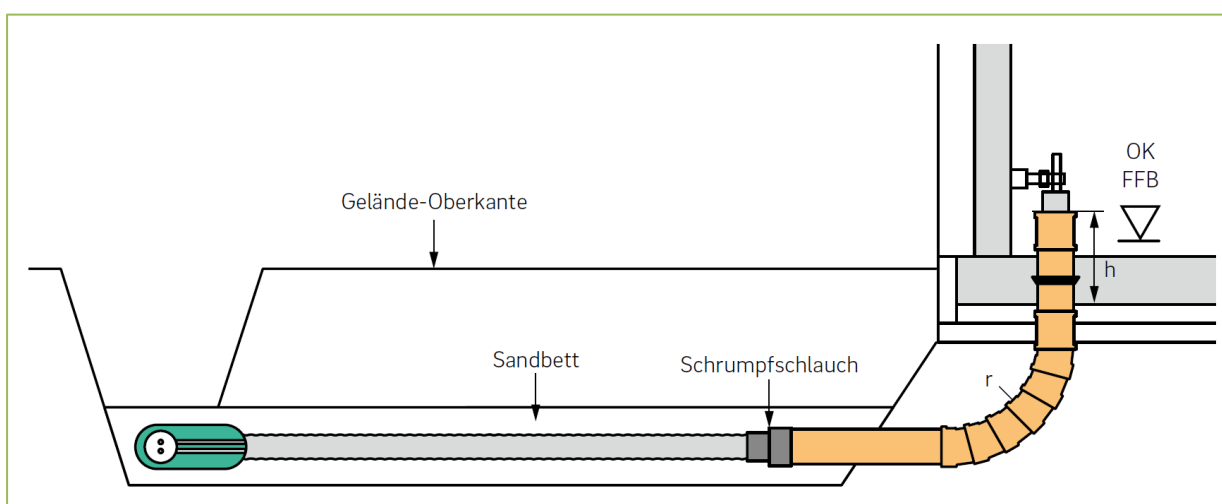 OK
FFB
Gelände-Oberkante
h
Sandbett
Schrumpfschlauch
r